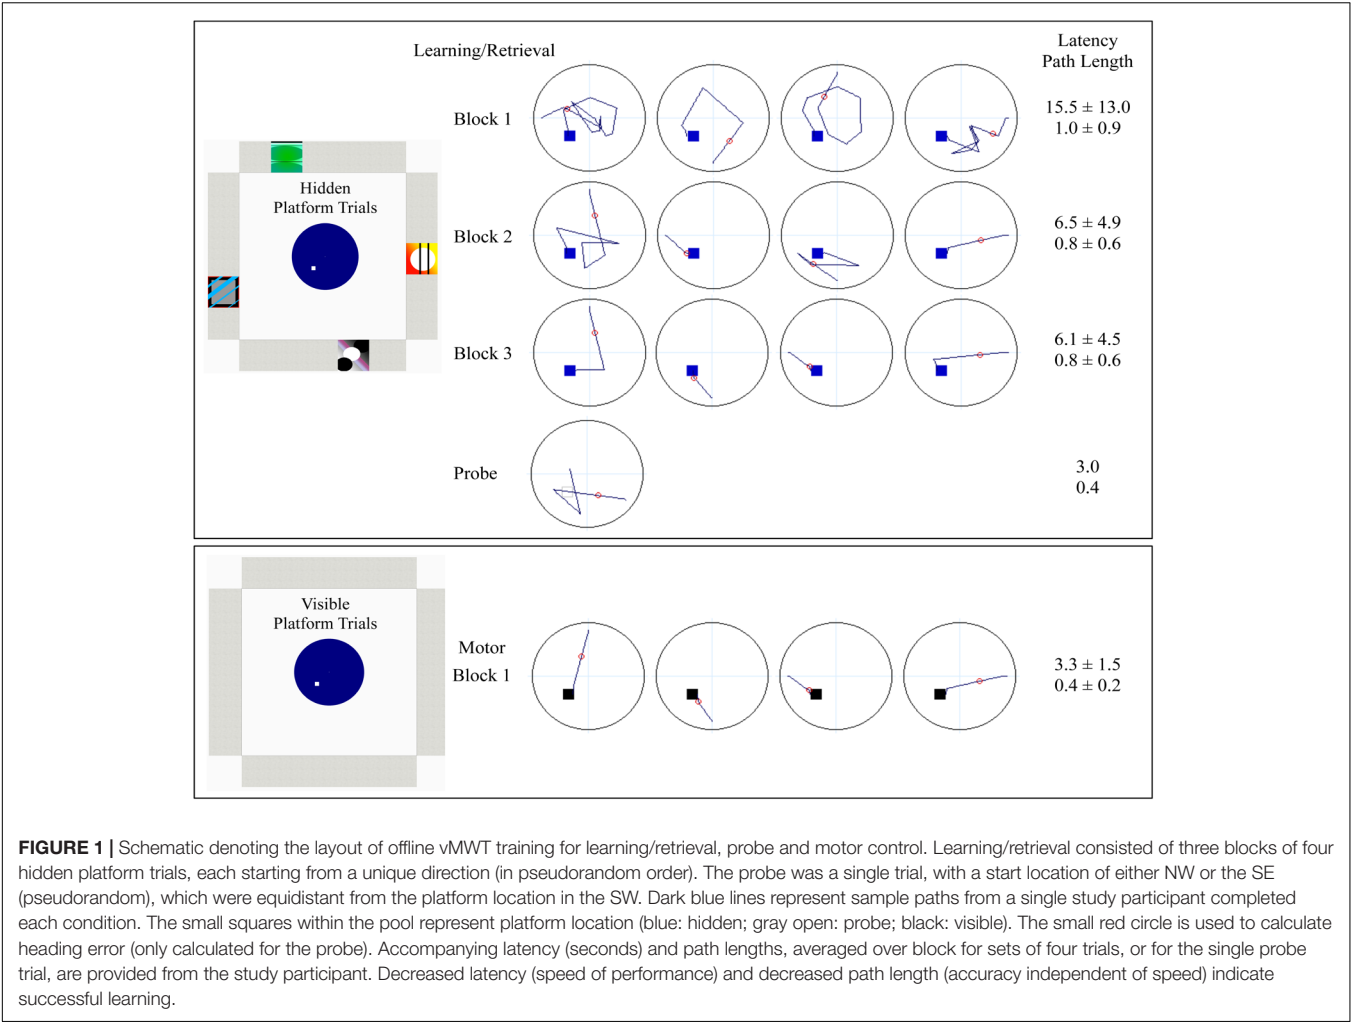 Learning/Retrieval
Latency
Path Length
Block 1
15.5 ± 13.0
1.0 ± 0.9
Hidden
Platform Trials
Block 2
6.5 ± 4.9
0.8 ± 0.6
Block 3
6.1 ± 4.5
0.8 ± 0.6
Probe
3.0
0.4
Visible
Platform Trials
Motor
Block 1
3.3 ± 1.5
0.4 ± 0.2
FIGURE 1 | Schematic denoting the layout of offline vMWT training for learning/retrieval, probe and motor control. Learning/retrieval consisted of three blocks of four
hidden platform trials, each starting from a unique direction (in pseudorandom order). The probe was a single trial, with a start location of either NW or the SE
(pseudorandom), which were equidistant from the platform location in the SW. Dark blue lines represent sample paths from a single study participant completed
each condition. The small squares within the pool represent platform location (blue: hidden; gray open: probe; black: visible). The small red circle is used to calculate
heading error (only calculated for the probe). Accompanying latency (seconds) and path lengths, averaged over block for sets of four trials, or for the single probe
trial, are provided from the study participant. Decreased latency (speed of performance) and decreased path length (accuracy independent of speed) indicate
successful learning.